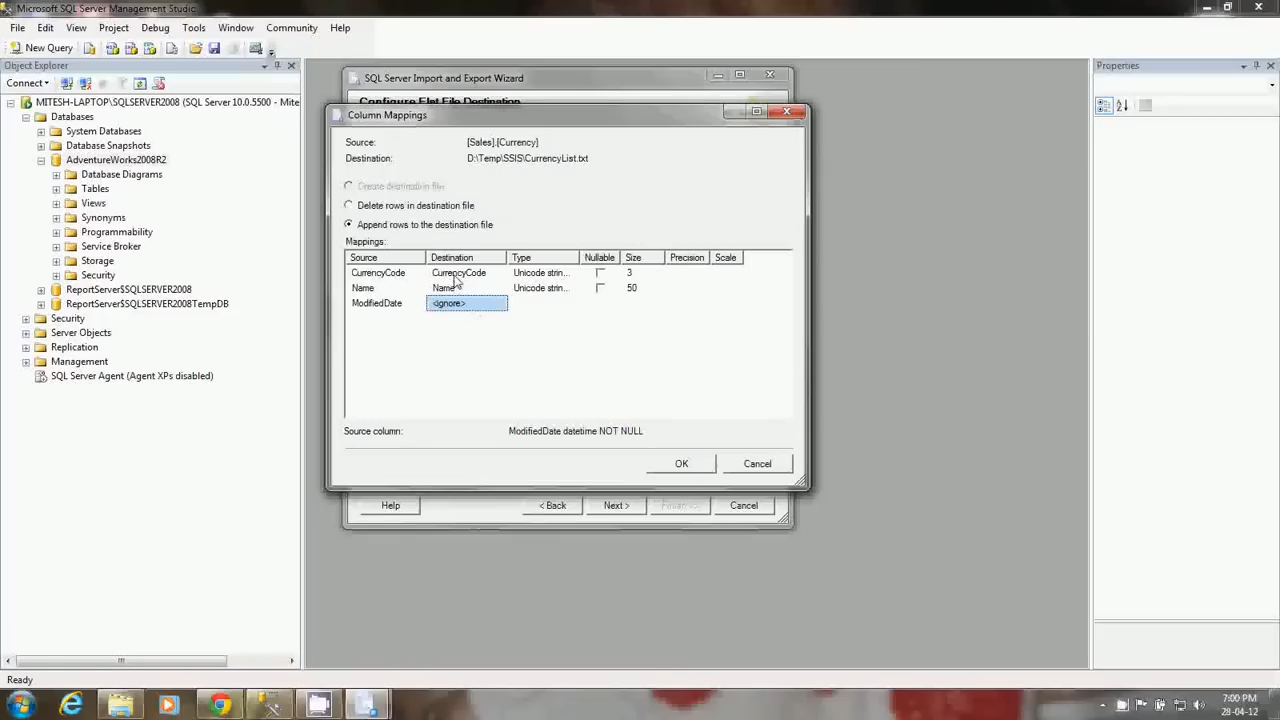 Microsoft SQL Server Management Studio
File Edit View Project Debug Tools Window Community Help
New Query
Object Explorer
Connect
MITESH-LAPTOP\SQLSERVER2008 (SQL Server 10.0.5500 - Mite
Databases
System Databases
Database Snapshots
AdventureWorks2008R2
Database Diagrams
Tables
Views
Synonyms
Programmability
Service Broker
Storage
Security
ReportServer$SQLSERVER2008
ReportServer$SQLSERVER2008TempDB
Security
Server Objects
Replication
Management
SQL Server Agent (Agent XPs disabled)
SQL Server Import and Export Wizard
Configure Flat File Destination
Column Mappings
Source: [Sales].[Currency]
Destination: D:\Temp\SSIS\CurrencyList.txt
Create destination file
Delete rows in destination file
Append rows to the destination file
Mappings:
Source Destination Type Nullable Size Precision Scale
CurrencyCode CurrencyCode Unicode strin... 3
Name Name Unicode strin... 50
ModifiedDate <ignore>
Source column: ModifiedDate datetime NOT NULL
OK Cancel
Help < Back Next > Cancel
Properties
Ready
7:00 PM
28-04-12